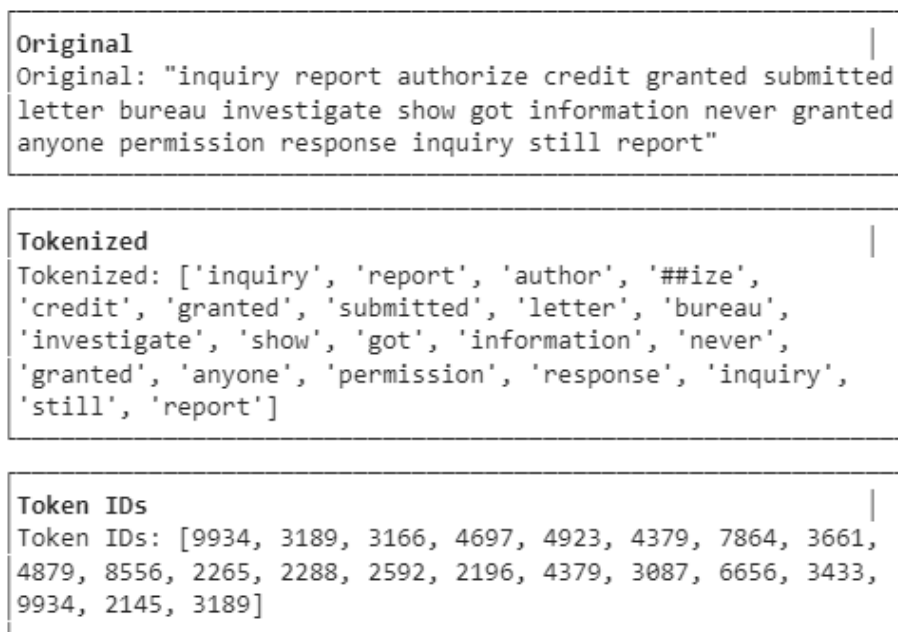 Original
Original: "inquiry report authorize credit granted submitted
letter bureau investigate show got information never granted
anyone permission response inquiry still report"
Tokenized
Tokenized: ['inquiry', 'report', 'author', '##ize',
'credit', 'granted', 'submitted', 'letter', 'bureau',
'investigate', 'show', 'got', 'information', 'never',
'granted', 'anyone', 'permission', 'response', 'inquiry',
'still', 'report']
Token IDs
Token IDs: [9934, 3189, 3166, 4697, 4923, 4379, 7864, 3661,
4879, 8556, 2265, 2288, 2592, 2196, 4379, 3087, 6656, 3433,
9934, 2145, 3189]